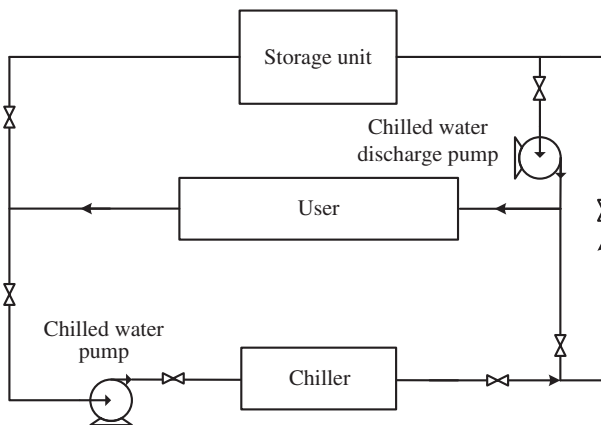 Storage unit
Chilled water
discharge pump
User
Chilled water
pump
Chiller